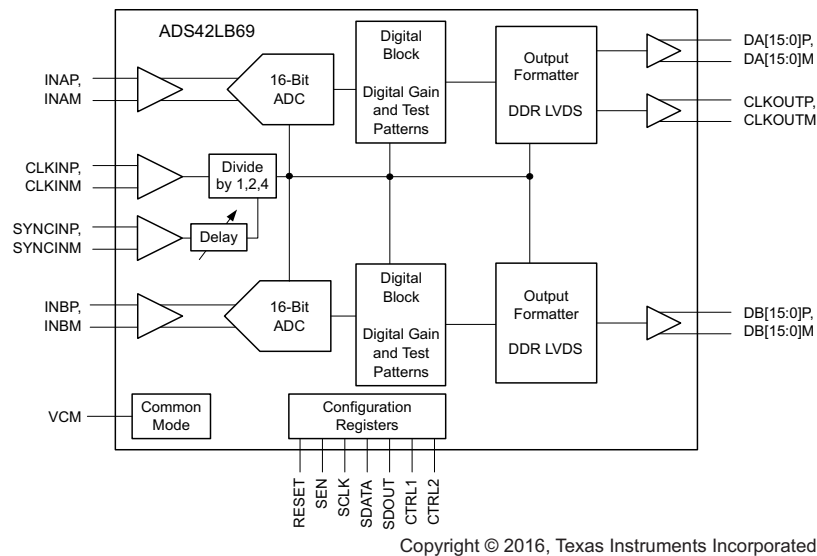 ADS42LB69
INAP,
INAM
16-Bit
ADC
Digital
Block
Digital Gain
and Test
Patterns
Output
Formatter
DDR LVDS
DA[15:0]P,
DA[15:0]M
CLKOUTP,
CLKOUTM
CLKINP,
CLKINM
Divide
by 1,2,4
SYNCINP,
SYNCINM
Delay
INBP,
INBM
16-Bit
ADC
Digital
Block
Digital Gain
and Test
Patterns
Output
Formatter
DDR LVDS
DB[15:0]P,
DB[15:0]M
VCM
Common
Mode
Configuration
Registers
RESET
SEN
SCLK
SDATA
SDOUT
CTRL1
CTRL2
Copyright © 2016, Texas Instruments Incorporated